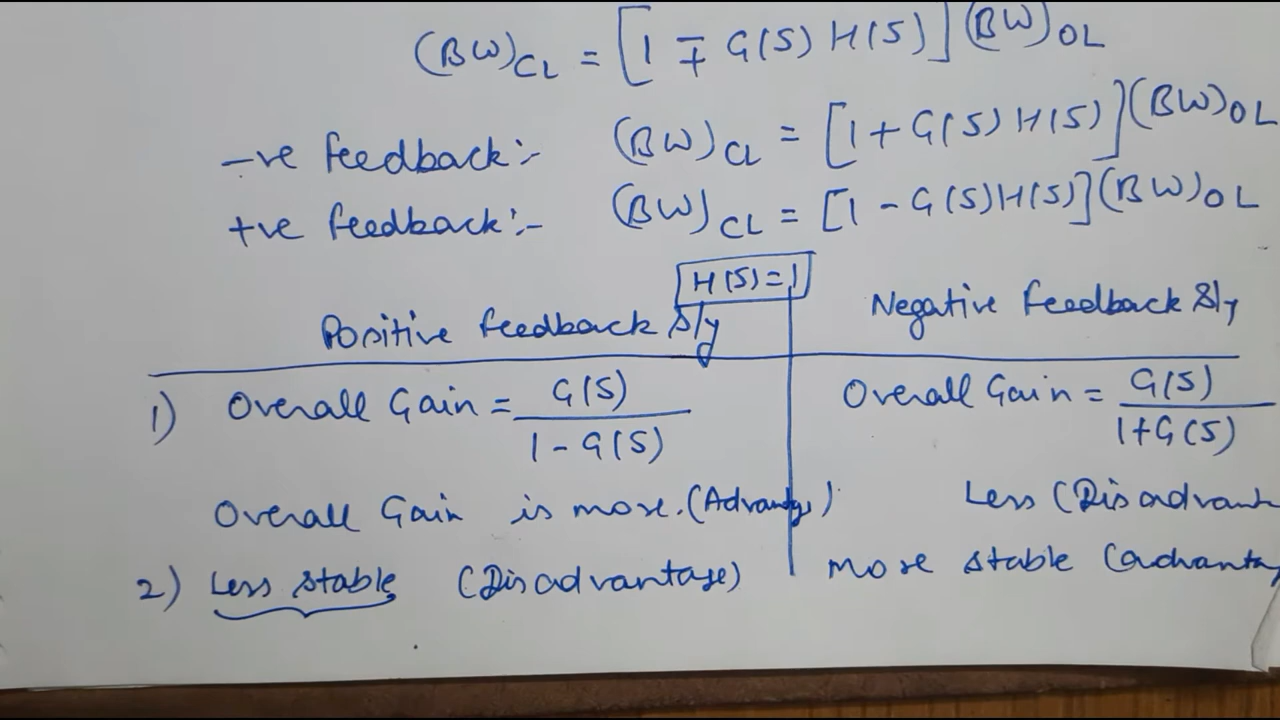 (BW)CL = [1 ∓ G(S) H(S)] (BW)OL
-ve feedback:- (BW)CL = [1 + G(S) H(S)] (BW)OL
+ve feedback:- (BW)CL = [1 - G(S)H(S)] (BW)OL
H(S)=1
Positive feedback S/y Negative feedback S/y
1) Overall Gain = G(S) / 1 - G(S) Overall Gain = G(S) / 1+G(S)
Overall Gain is more. (Advantage) Less (Disadvant
2) Less stable (Disadvantage) more stable (advanta